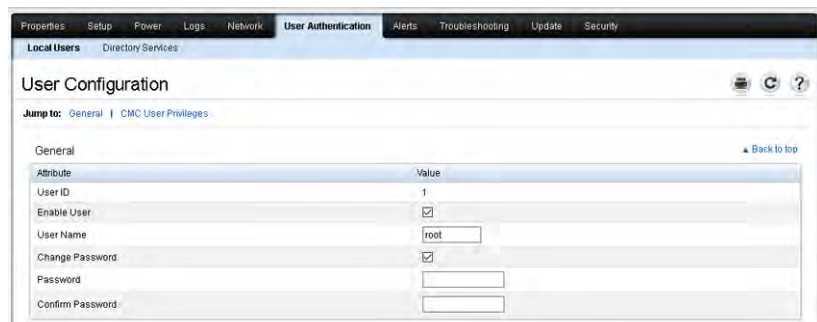 Properties Setup Power Logs Network User Authentication Alerts Troubleshooting Update Security
Local Users Directory Services
User Configuration
?
Jump to: General | CMC User Privileges
General ▲ Back to top
Attribute Value
User ID 1
Enable User
User Name root
Change Password
Password
Confirm Password